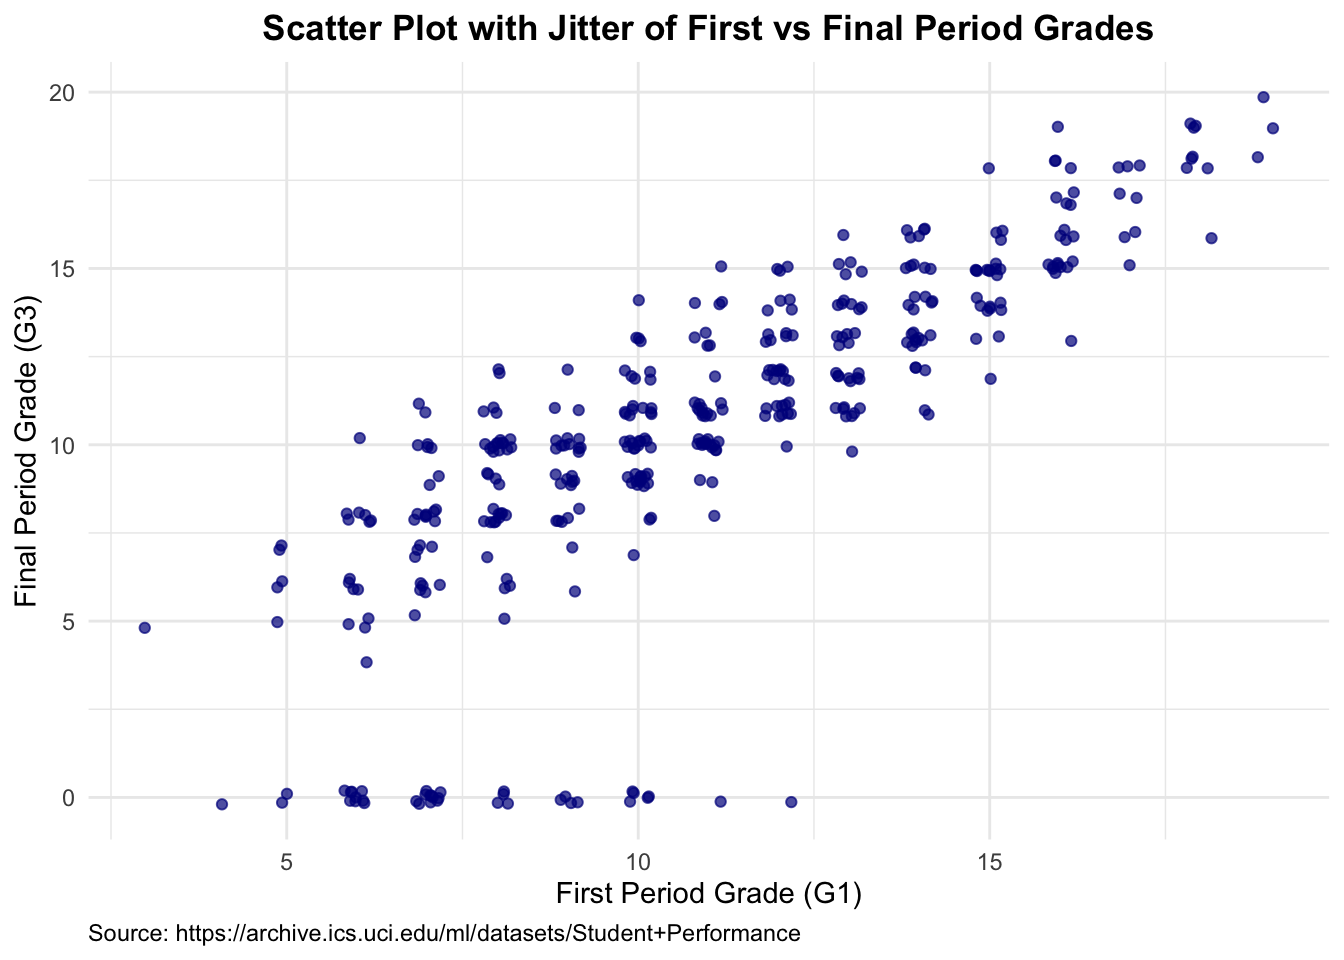 Scatter Plot with Jitter of First vs Final Period Grades
20
15
10
5
0
Final Period Grade (G3)
5 10 15
First Period Grade (G1)
Source: https://archive.ics.uci.edu/ml/datasets/Student+Performance